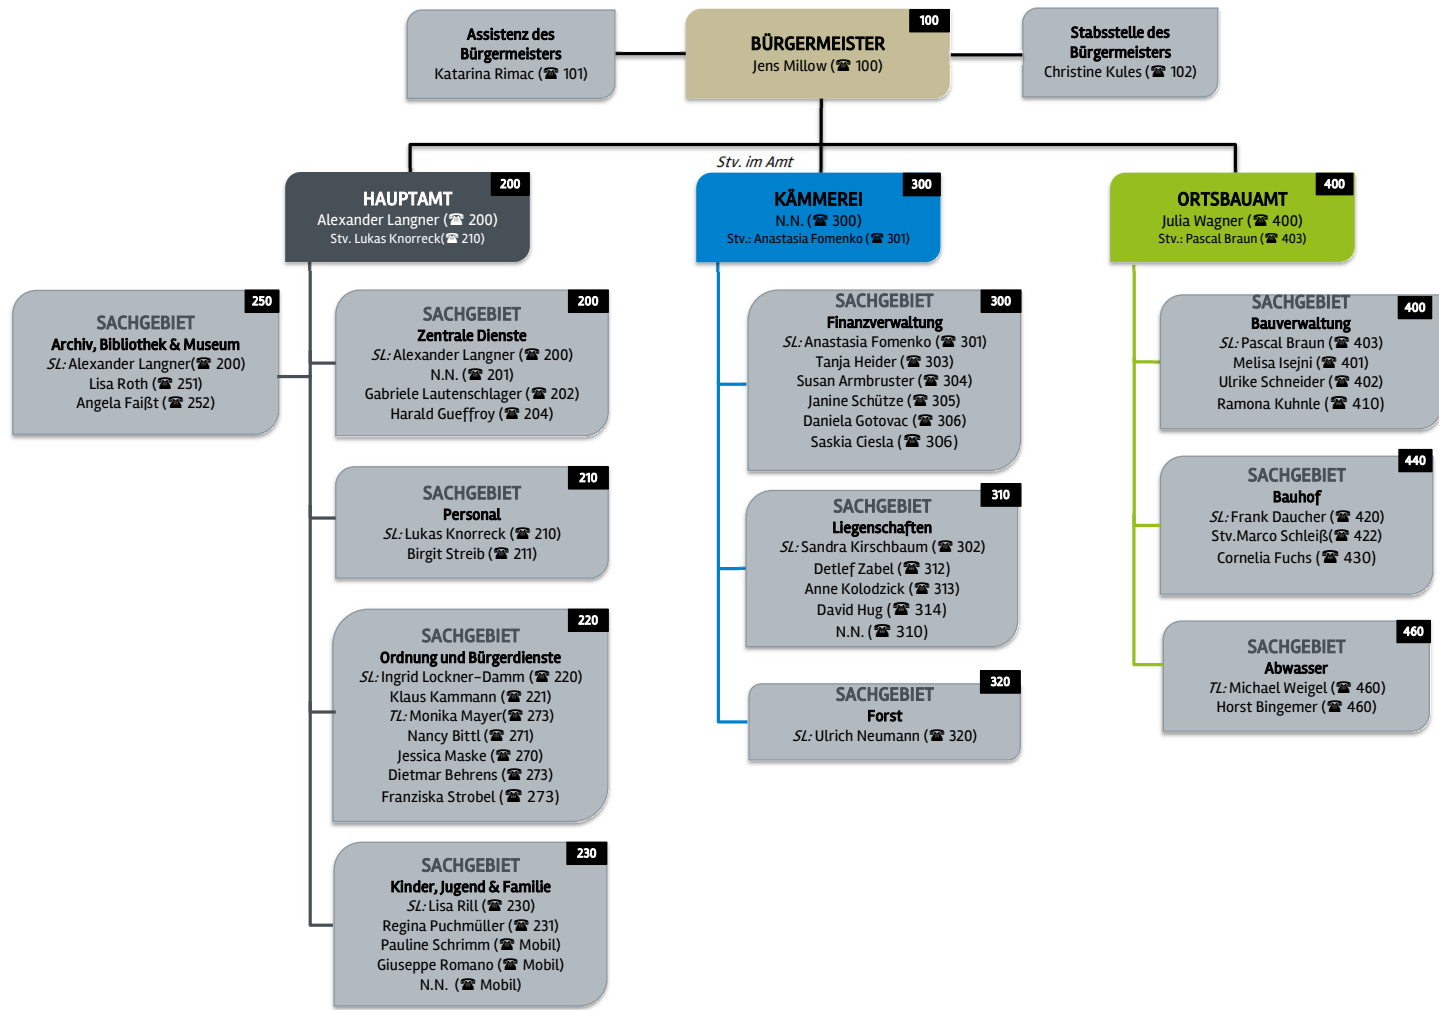 Assistenz des
Bürgermeisters
Katarina Rimac (☎ 101)
100
BÜRGERMEISTER
Jens Millow (☎ 100)
Stabsstelle des
Bürgermeisters
Christine Kules (☎ 102)
Stv. im Amt
200
HAUPTAMT
Alexander Langner (☎ 200)
Stv. Lukas Knorreck(☎ 210)
300
KÄMMEREI
N.N. (☎ 300)
Stv.: Anastasia Fomenko (☎ 301)
400
ORTSBAUAMT
Julia Wagner (☎ 400)
Stv.: Pascal Braun (☎ 403)
250
SACHGEBIET
Archiv, Bibliothek & Museum
SL: Alexander Langner(☎ 200)
Lisa Roth (☎ 251)
Angela Faißt (☎ 252)
200
SACHGEBIET
Zentrale Dienste
SL: Alexander Langner (☎ 200)
N.N. (☎ 201)
Gabriele Lautenschlager (☎ 202)
Harald Gueffroy (☎ 204)
210
SACHGEBIET
Personal
SL: Lukas Knorreck (☎ 210)
Birgit Streib (☎ 211)
220
SACHGEBIET
Ordnung und Bürgerdienste
SL: Ingrid Lockner-Damm (☎ 220)
Klaus Kammann (☎ 221)
TL: Monika Mayer(☎ 273)
Nancy Bittl (☎ 271)
Jessica Maske (☎ 270)
Dietmar Behrens (☎ 273)
Franziska Strobel (☎ 273)
230
SACHGEBIET
Kinder, Jugend & Familie
SL: Lisa Rill (☎ 230)
Regina Puchmüller (☎ 231)
Pauline Schrimm (☎ Mobil)
Giuseppe Romano (☎ Mobil)
N.N. (☎ Mobil)
300
SACHGEBIET
Finanzverwaltung
SL: Anastasia Fomenko (☎ 301)
Tanja Heider (☎ 303)
Susan Armbruster (☎ 304)
Janine Schütze (☎ 305)
Daniela Gotovac (☎ 306)
Saskia Ciesla (☎ 306)
310
SACHGEBIET
Liegenschaften
SL: Sandra Kirschbaum (☎ 302)
Detlef Zabel (☎ 312)
Anne Kolodzick (☎ 313)
David Hug (☎ 314)
N.N. (☎ 310)
320
SACHGEBIET
Forst
SL: Ulrich Neumann (☎ 320)
400
SACHGEBIET
Bauverwaltung
SL: Pascal Braun (☎ 403)
Melisa Isejni (☎ 401)
Ulrike Schneider (☎ 402)
Ramona Kuhnle (☎ 410)
440
SACHGEBIET
Bauhof
SL: Frank Daucher (☎ 420)
Stv.Marco Schleiß(☎ 422)
Cornelia Fuchs (☎ 430)
460
SACHGEBIET
Abwasser
TL: Michael Weigel (☎ 460)
Horst Bingemer (☎ 460)